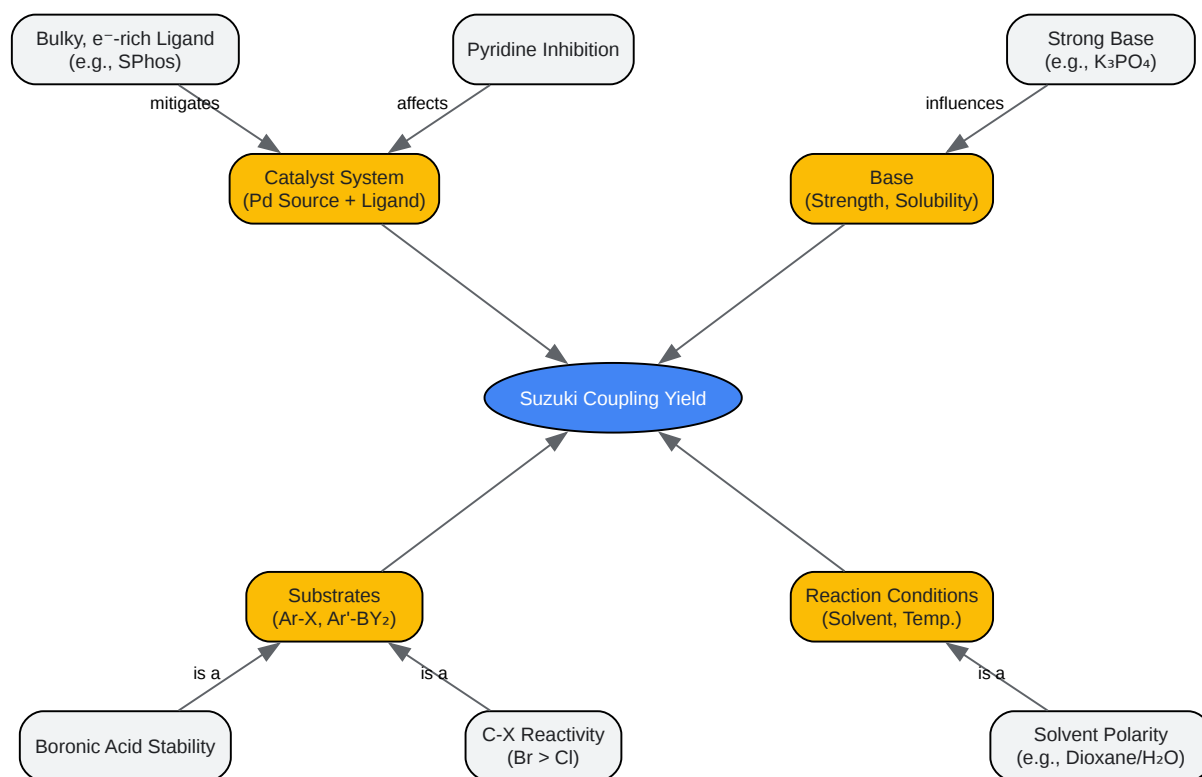 Bulky, e⁻-rich Ligand
(e.g., SPhos)
Pyridine Inhibition
Strong Base
(e.g., K₃PO₄)
mitigates
affects
influences
Catalyst System
(Pd Source + Ligand)
Base
(Strength, Solubility)
Suzuki Coupling Yield
Substrates
(Ar-X, Ar'-BY₂)
Reaction Conditions
(Solvent, Temp.)
is a
is a
is a
Boronic Acid Stability
C-X Reactivity
(Br > Cl)
Solvent Polarity
(e.g., Dioxane/H₂O)